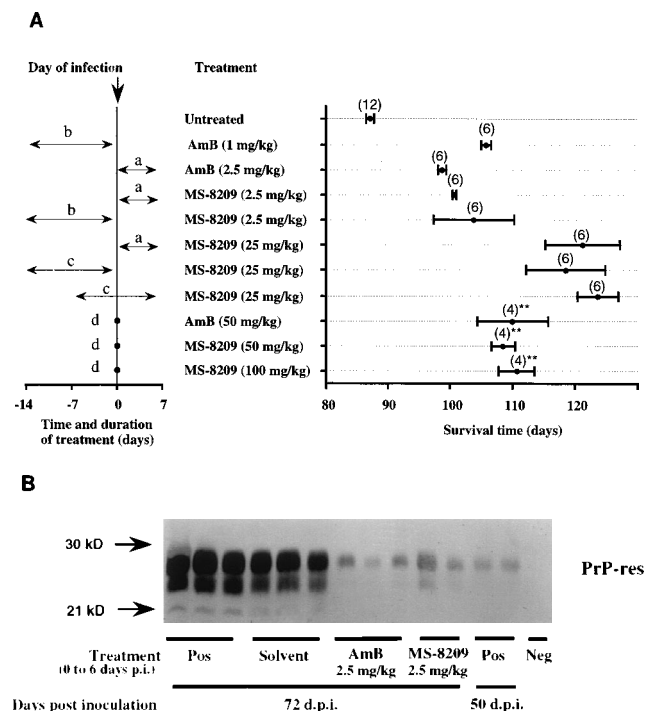 A
Day of infection Treatment
Untreated (12)
b AmB (1 mg/kg) (6)
a AmB (2.5 mg/kg) (6)
a MS-8209 (2.5 mg/kg) (6)
b MS-8209 (2.5 mg/kg) (6)
a MS-8209 (25 mg/kg) (6)
c MS-8209 (25 mg/kg) (6)
c MS-8209 (25 mg/kg) (6)
d AmB (50 mg/kg) (4)**
d MS-8209 (50 mg/kg) (4)**
d MS-8209 (100 mg/kg) (4)**
-14 -7 0 7 80 90 100 110 120
Time and duration of treatment (days)
Survival time (days)
B
30 kD
PrP-res
21 kD
Treatment (0 to 6 days p.i.) Pos Solvent AmB 2.5 mg/kg MS-8209 2.5 mg/kg Pos Neg
Days post inoculation 72 d.p.i. 50 d.p.i.